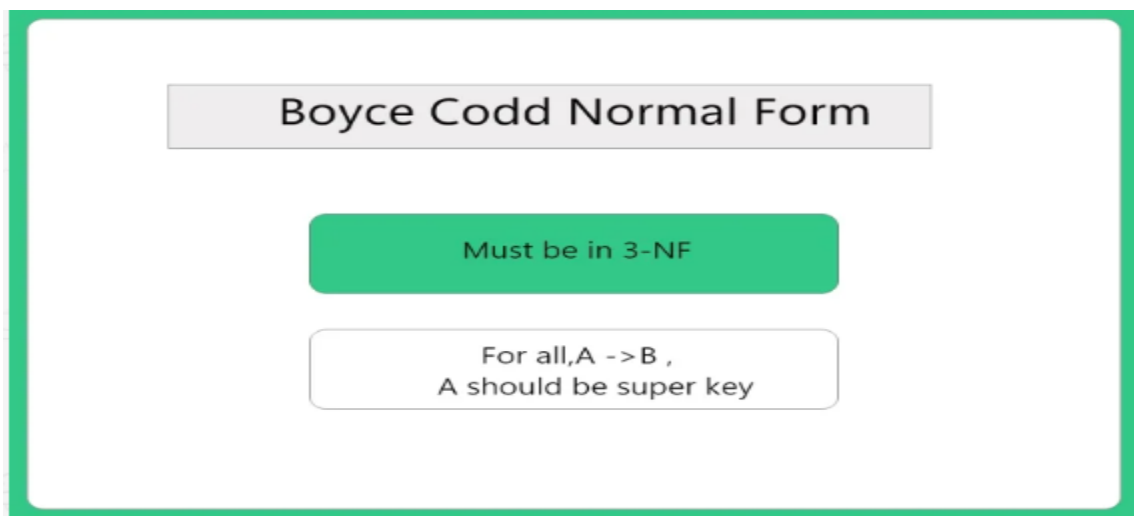 Boyce Codd Normal Form
Must be in 3-NF
For all,A ->B ,
A should be super key